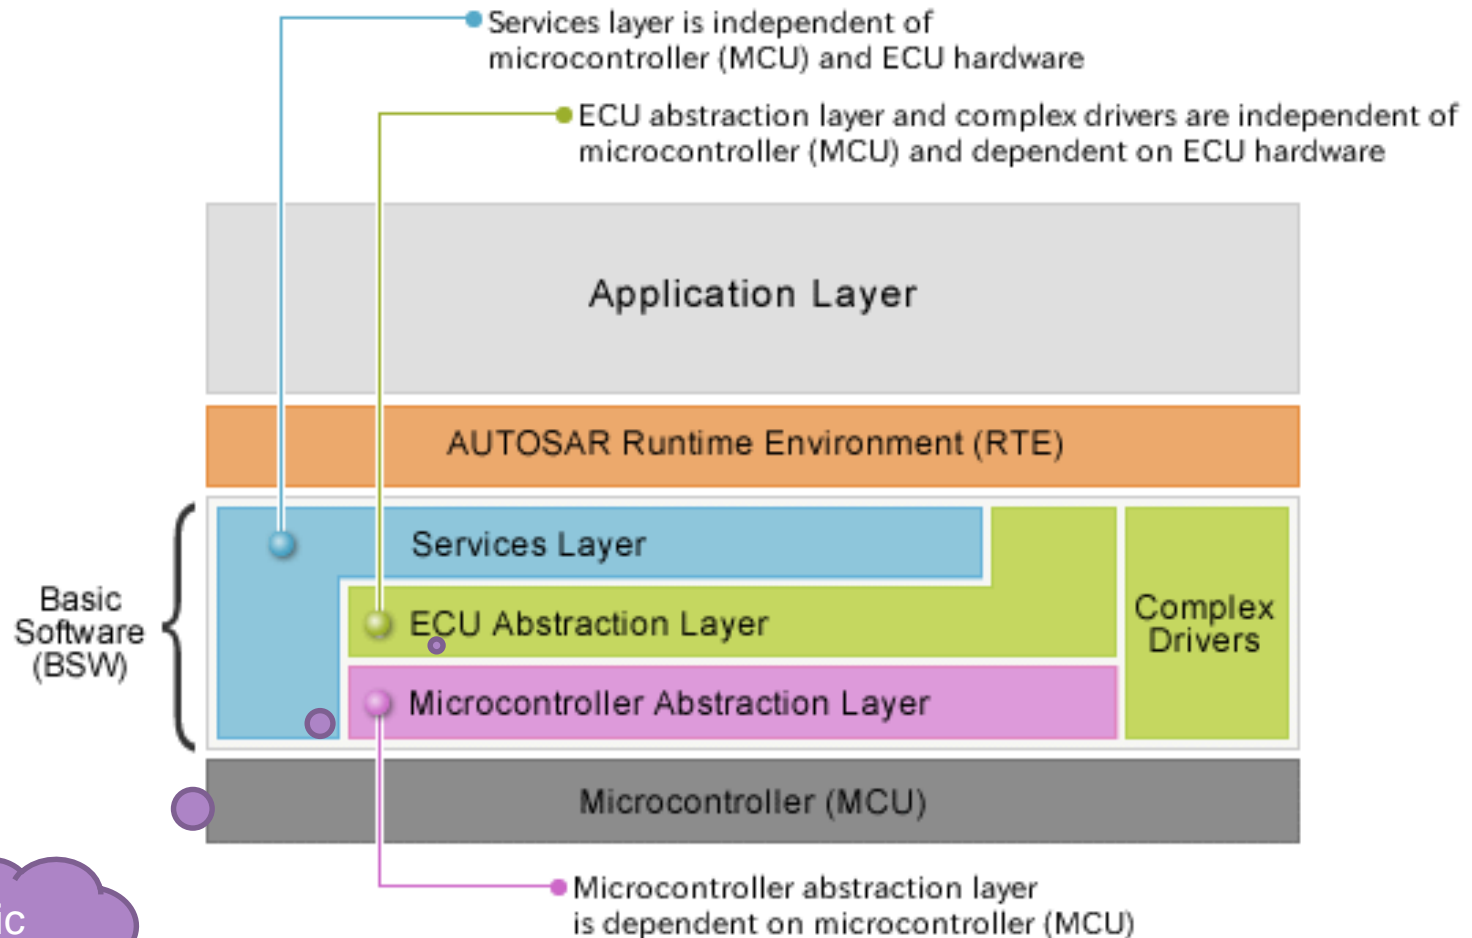 Services layer is independent of
microcontroller (MCU) and ECU hardware
ECU abstraction layer and complex drivers are independent of
microcontroller (MCU) and dependent on ECU hardware
Application Layer
AUTOSAR Runtime Environment (RTE)
Services Layer
Basic
Software
(BSW)
ECU Abstraction Layer
Complex
Drivers
Microcontroller Abstraction Layer
Microcontroller (MCU)
Microcontroller abstraction layer
is dependent on microcontroller (MCU)